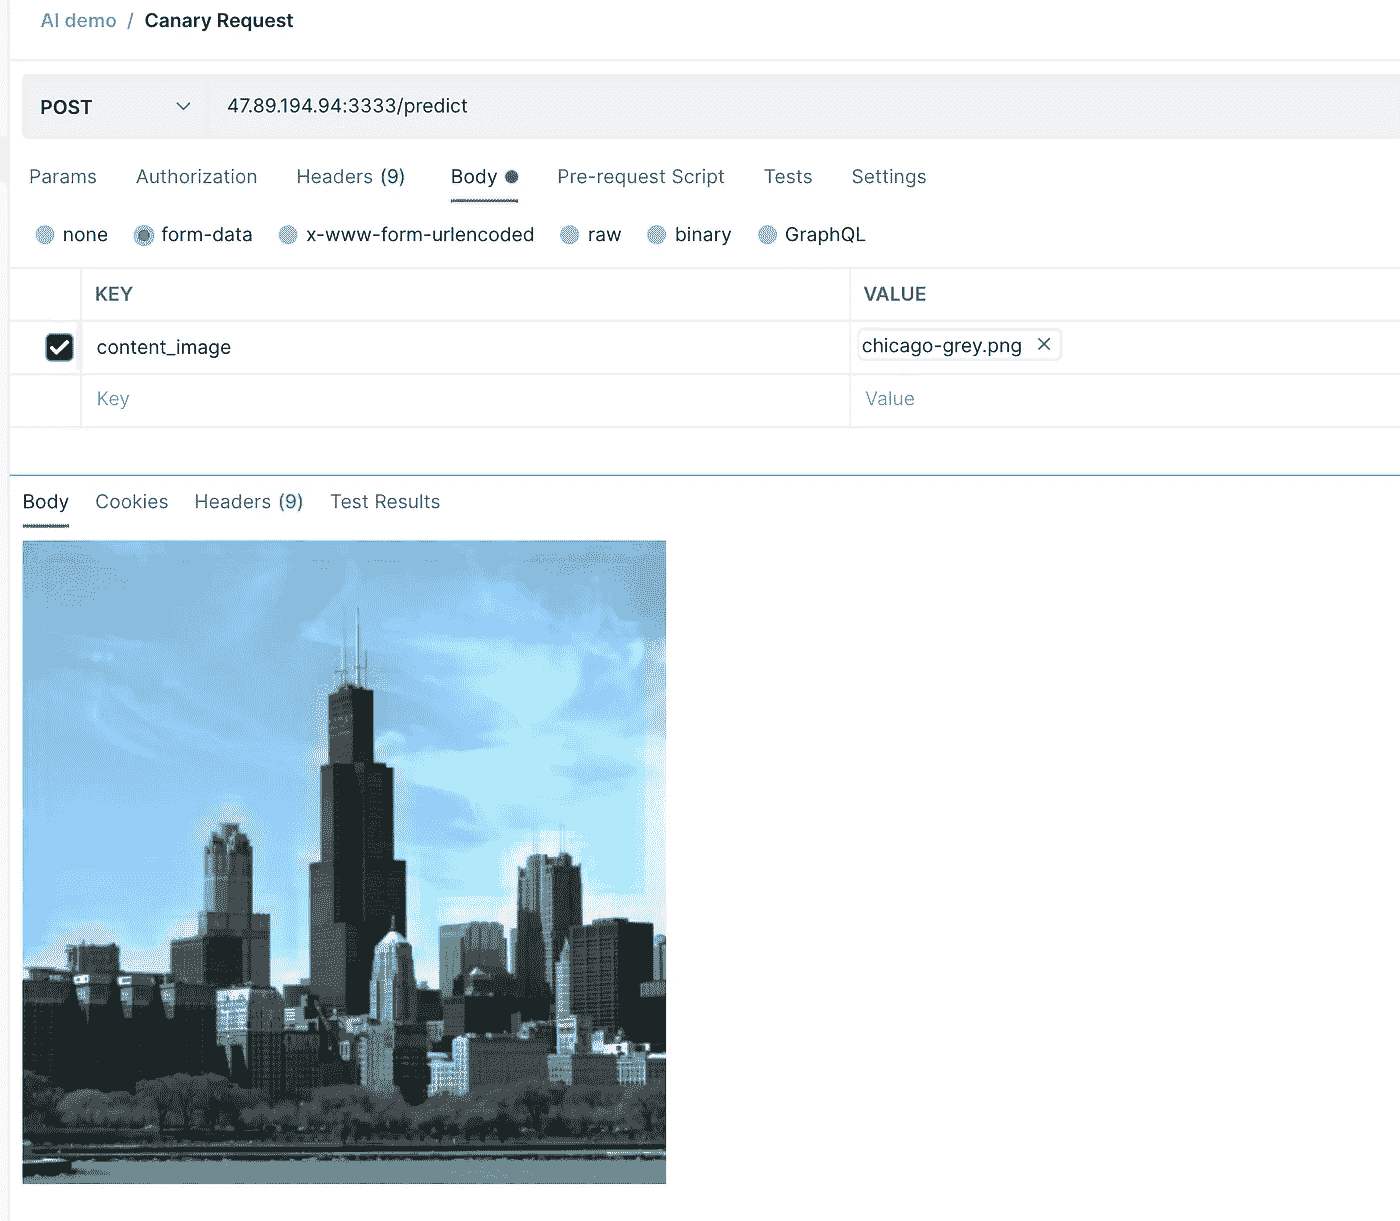 AI demo / Canary Request
POST 47.89.194.94:3333/predict
Params Authorization Headers (9) Body Pre-request Script Tests Settings
none form-data x-www-form-urlencoded raw binary GraphQL
KEY VALUE
content_image chicago-grey.png
Key Value
Body Cookies Headers (9) Test Results